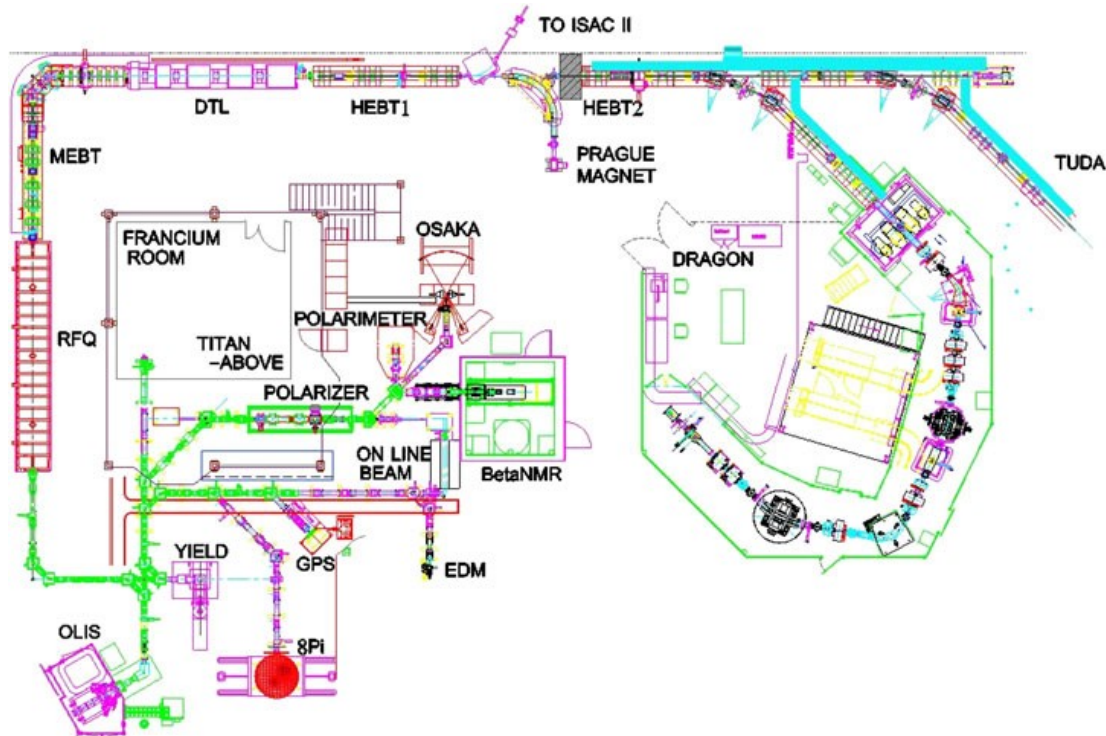 TO ISAC II
DTL
HEBT1
HEBT2
MEBT
PRAGUE
MAGNET
TUDA
FRANCIUM
ROOM
OSAKA
DRAGON
RFQ
POLARIMETER
TITAN
-ABOVE
POLARIZER
ON LINE
BEAM
BetaNMR
YIELD
GPS
EDM
OLIS
8Pi